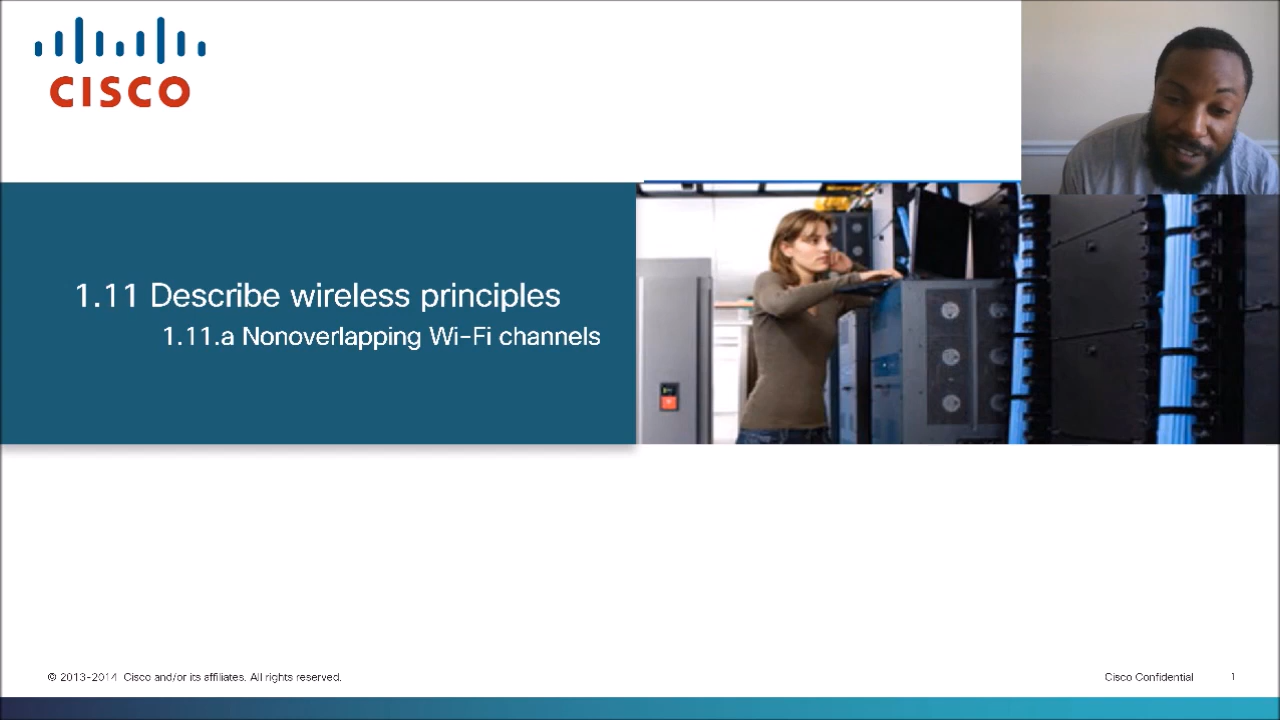 CISCO
1.11 Describe wireless principles
1.11.a Nonoverlapping Wi-Fi channels
© 2013-2014 Cisco and/or its affiliates. All rights reserved.
Cisco Confidential
1